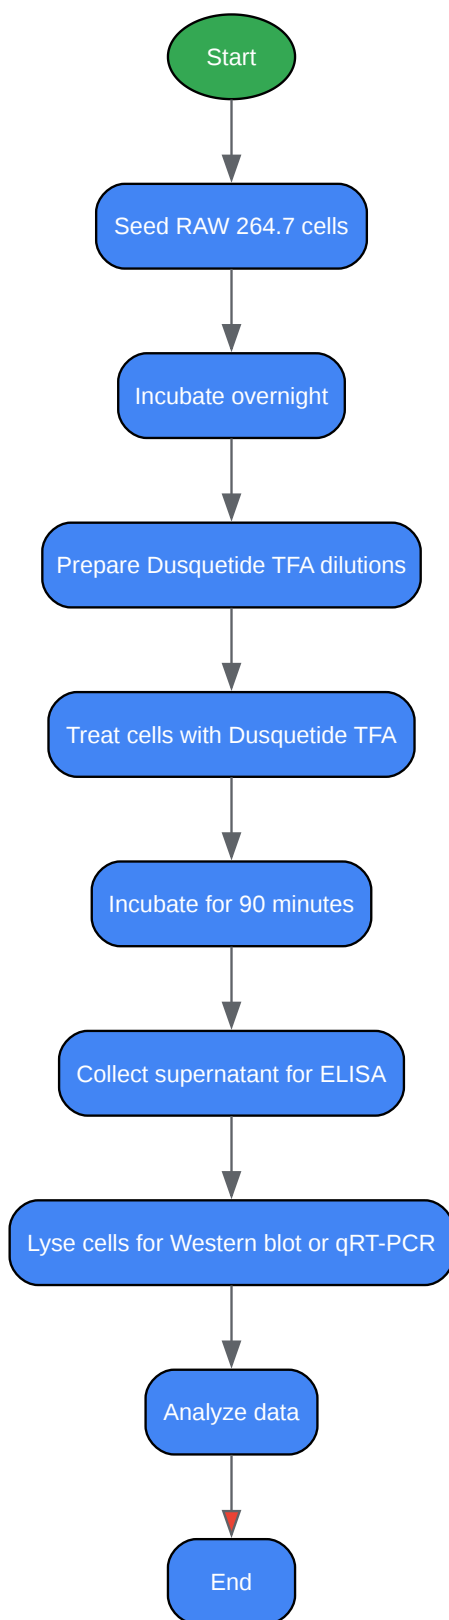 Start
Seed RAW 264.7 cells
Incubate overnight
Prepare Dusquetide TFA dilutions
Treat cells with Dusquetide TFA
Incubate for 90 minutes
Collect supernatant for ELISA
Lyse cells for Western blot or qRT-PCR
Analyze data
End